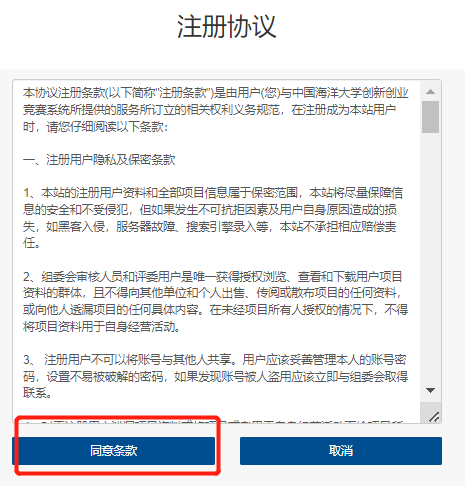 注册协议
本协议注册条款(以下简称"注册条款")是由用户(您)与中国海洋大学创新创业
竞赛系统所提供的服务所订立的相关权利义务规范，在注册成为本站用户
时，请您仔细阅读以下条款：
一、注册用户隐私及保密条款
1、本站的注册用户资料和全部项目信息属于保密范围，本站将尽量保障信
息的安全和不受侵犯，但如果发生不可抗拒因素及用户自身原因造成的损
失，如黑客入侵，服务器故障、搜索引擎录入等，本站不承担相应赔偿责
任。
2、组委会审核人员和评委用户是唯一获得授权浏览、查看和下载用户项目
资料的群体，且不得向其他单位和个人出售、传阅或散布项目的任何资料，
或向他人透漏项目的任何具体内容。在未经项目所有人授权的情况下，不得
将项目资料用于自身经营活动。
3、 注册用户不可以将账号与其他人共享。用户应该妥善管理本人的账号密
码，设置不易被破解的密码，如果发现账号被人盗用应该立即与组委会取得
联系。
同意条款
取消